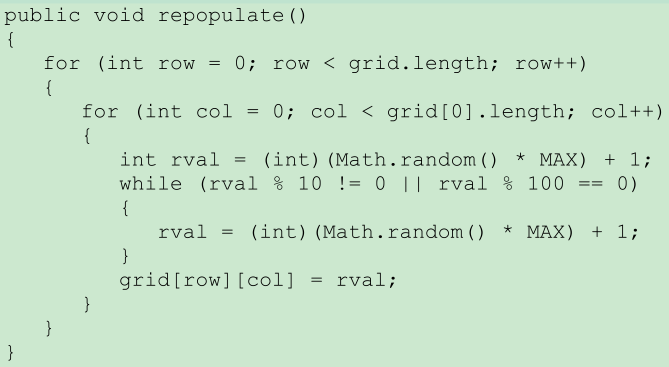 public void repopulate()
{
   for (int row = 0; row < grid.length; row++)
   {
      for (int col = 0; col < grid[0].length; col++)
      {
         int rval = (int)(Math.random() * MAX) + 1;
         while (rval % 10 != 0 || rval % 100 == 0)
         {
            rval = (int)(Math.random() * MAX) + 1;
         }
         grid[row][col] = rval;
      }
   }
}